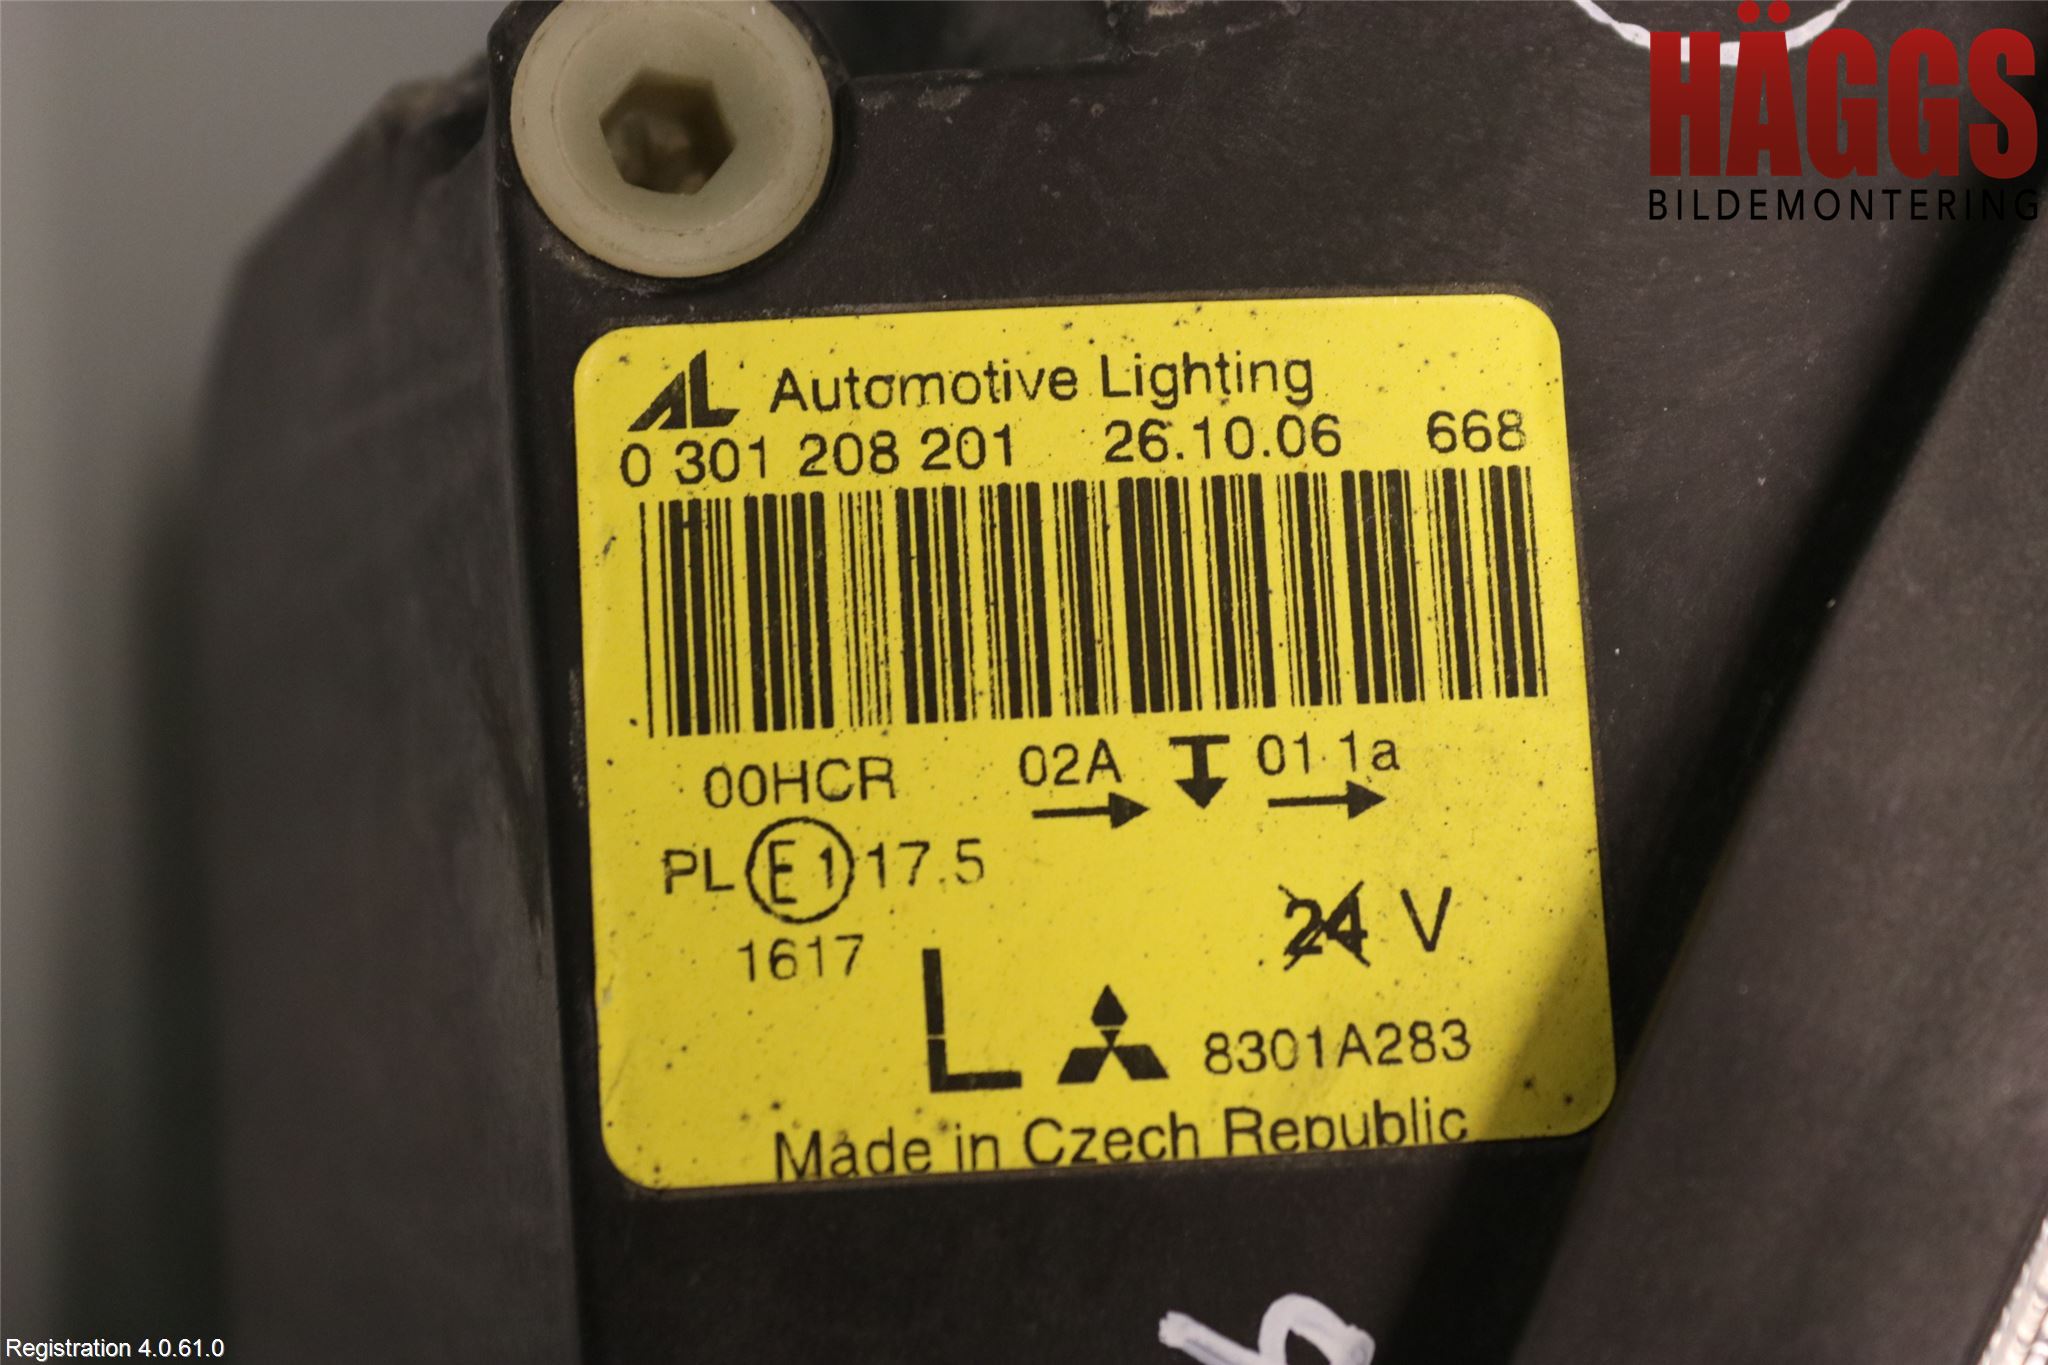 HÄGGS
BILDEMONTERING
AL Automotive Lighting
0 301 208 201 26.10.06 668
00HCR 02A 01 1a
PL E1 17.5
24 V
1617
L 8301A283
Made in Czech Republic
Registration 4.0.61.0